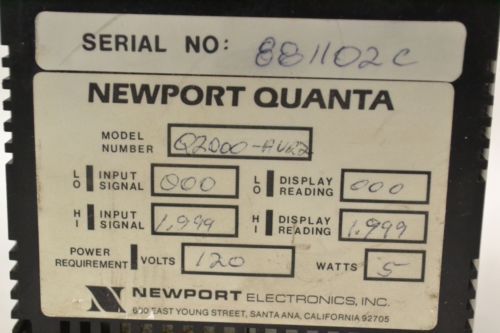 SERIAL NO: 881102C
NEWPORT QUANTA
MODEL NUMBER Q2000-AVR2
LO INPUT SIGNAL 000 LO DISPLAY READING 000
HI INPUT SIGNAL 1.999 HI DISPLAY READING 1.999
POWER REQUIREMENT VOLTS 120 WATTS 5
NEWPORT ELECTRONICS, INC.
600 EAST YOUNG STREET, SANTA ANA, CALIFORNIA 92705